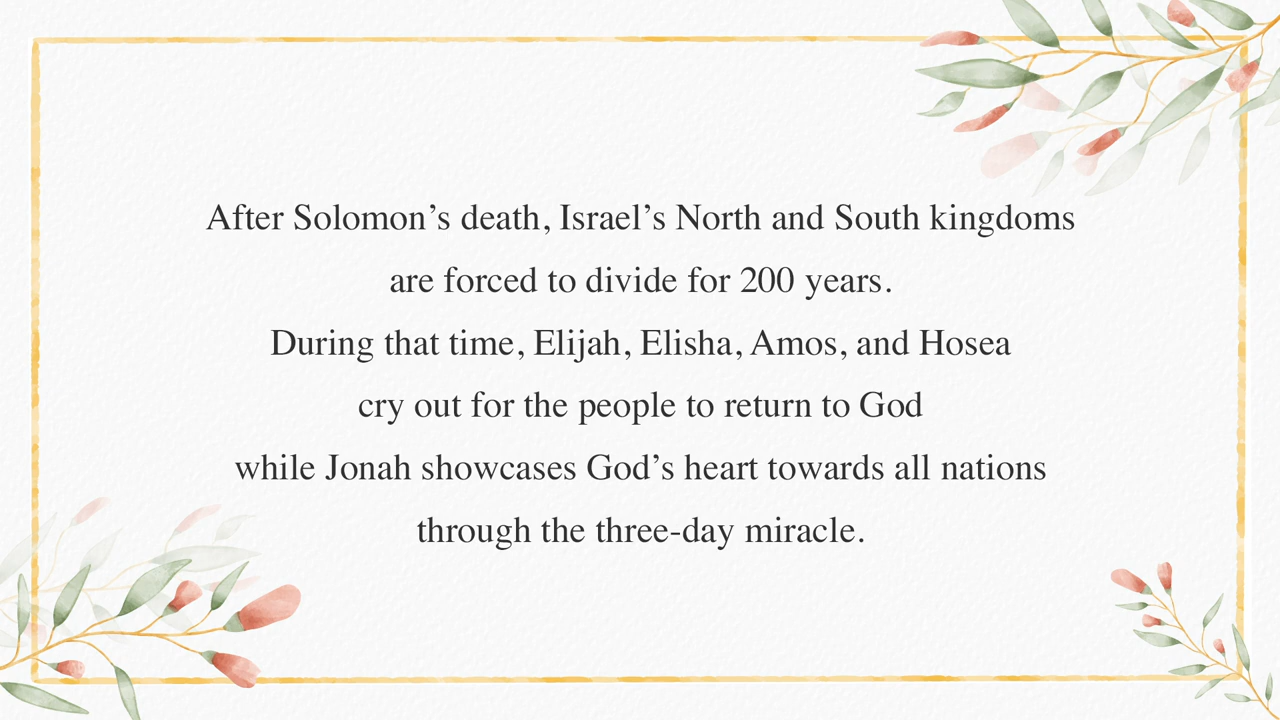 After Solomon’s death, Israel’s North and South kingdoms
are forced to divide for 200 years.
During that time, Elijah, Elisha, Amos, and Hosea
cry out for the people to return to God
while Jonah showcases God’s heart towards all nations
through the three-day miracle.